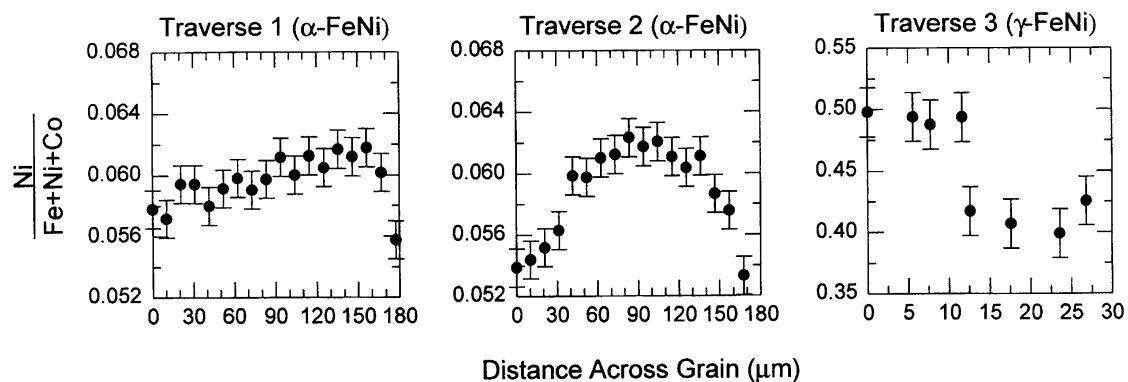 Traverse 1 (α-FeNi) Traverse 2 (α-FeNi) Traverse 3 (γ-FeNi)
Ni
Fe+Ni+Co
0.068
0.064
0.060
0.056
0.052
0 30 60 90 120 150 180
0.068
0.064
0.060
0.056
0.052
0 30 60 90 120 150 180
0.55
0.50
0.45
0.40
0.35
0 5 10 15 20 25 30
Distance Across Grain (μm)